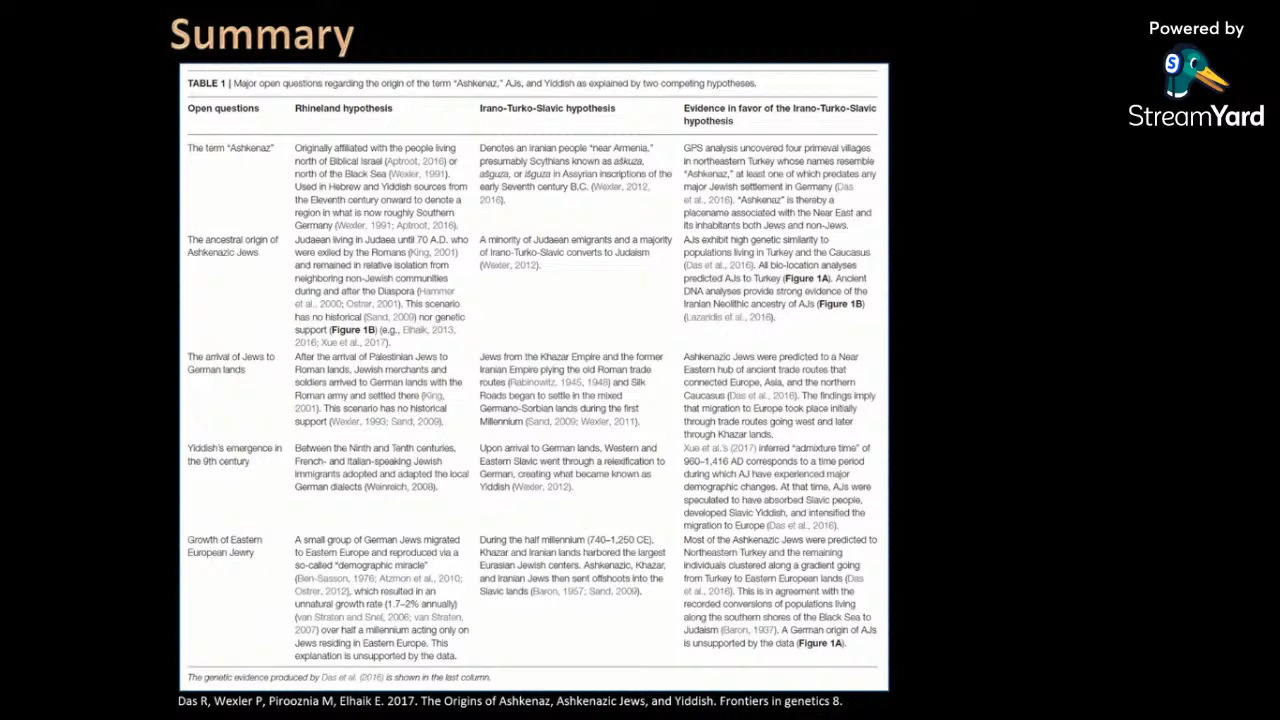 Summary
Powered by
StreamYard
TABLE 1 | Major open questions regarding the origin of the term “Ashkenaz,” AJs, and Yiddish as explained by two competing hypotheses.
Open questions
Rhineland hypothesis
Irano-Turko-Slavic hypothesis
Evidence in favor of the Irano-Turko-Slavic
hypothesis
The term “Ashkenaz”
Originally affiliated with the people living
north of Biblical Israel (Aptroot, 2016) or
north of the Black Sea (Wexler, 1991).
Used in Hebrew and Yiddish sources from
the Eleventh century onward to denote a
region in what is now roughly Southern
Germany (Wexler, 1991; Aptroot, 2016).
Denotes an Iranian people “near Armenia,”
presumably Scythians known as aškuza,
ašguza, or išguza in Assyrian inscriptions of the
early Seventh century B.C. (Wexler, 2012,
2016).
GPS analysis uncovered four primeval villages
in northeastern Turkey whose names resemble
“Ashkenaz,” at least one of which predates any
major Jewish settlement in Germany (Das
et al., 2016). “Ashkenaz” is thereby a
placename associated with the Near East and
its inhabitants both Jews and non-Jews.
The ancestral origin of
Ashkenazic Jews
Judaean living in Judaea until 70 A.D. who
were exiled by the Romans (King, 2001)
and remained in relative isolation from
neighboring non-Jewish communities
during and after the Diaspora (Hammer
et al., 2000; Ostrer, 2001). This scenario
has no historical (Sand, 2009) nor genetic
support (Figure 1B) (e.g., Elhaik, 2013,
2016; Xue et al., 2017).
A minority of Judaean emigrants and a majority
of Irano-Turko-Slavic converts to Judaism
(Wexler, 2012).
AJs exhibit high genetic similarity to
populations living in Turkey and the Caucasus
(Das et al., 2016). All bio-location analyses
predicted AJs to Turkey (Figure 1A). Ancient
DNA analyses provide strong evidence of the
Iranian Neolithic ancestry of AJs (Figure 1B)
(Lazaridis et al., 2016).
The arrival of Jews to
German lands
After the arrival of Palestinian Jews to
Roman lands, Jewish merchants and
soldiers arrived to German lands with the
Roman army and settled there (King,
2001). This scenario has no historical
support (Wexler, 1993; Sand, 2009).
Jews from the Khazar Empire and the former
Iranian Empire plying the old Roman trade
routes (Rabinowitz, 1945, 1948) and Silk
Roads began to settle in the mixed
Germano-Sorbian lands during the first
Millennium (Sand, 2009; Wexler, 2011).
Ashkenazic Jews were predicted to a Near
Eastern hub of ancient trade routes that
connected Europe, Asia, and the northern
Caucasus (Das et al., 2016). The findings imply
that migration to Europe took place initially
through trade routes going west and later
through Khazar lands.
Yiddish’s emergence in
the 9th century
Between the Ninth and Tenth centuries,
French- and Italian-speaking Jewish
immigrants adopted and adapted the local
German dialects (Weinreich, 2008).
Upon arrival to German lands, Western and
Eastern Slavic went through a relexification to
German, creating what became known as
Yiddish (Wexler, 2012).
Xue et al.’s (2017) inferred “admixture time” of
960–1,416 AD corresponds to a time period
during which AJ have experienced major
demographic changes. At that time, AJs were
speculated to have absorbed Slavic people,
developed Slavic Yiddish, and intensified the
migration to Europe (Das et al., 2016).
Growth of Eastern
European Jewry
A small group of German Jews migrated
to Eastern Europe and reproduced via a
so-called “demographic miracle”
(Ben-Sasson, 1976; Atzmon et al., 2010;
Ostrer, 2012), which resulted in an
unnatural growth rate (1.7–2% annually)
(van Straten and Snel, 2006; van Straten,
2007) over half a millennium acting only on
Jews residing in Eastern Europe. This
explanation is unsupported by the data.
During the half millennium (740–1,250 CE),
Khazar and Iranian lands harbored the largest
Eurasian Jewish centers. Ashkenazic, Khazar,
and Iranian Jews then sent offshoots into the
Slavic lands (Baron, 1957; Sand, 2009).
Most of the Ashkenazic Jews were predicted to
Northeastern Turkey and the remaining
individuals clustered along a gradient going
from Turkey to Eastern European lands (Das
et al., 2016). This is in agreement with the
recorded conversions of populations living
along the southern shores of the Black Sea to
Judaism (Baron, 1937). A German origin of AJs
is unsupported by the data (Figure 1A).
The genetic evidence produced by Das et al. (2016) is shown in the last column.
Das R, Wexler P, Pirooznia M, Elhaik E. 2017. The Origins of Ashkenaz, Ashkenazic Jews, and Yiddish. Frontiers in genetics 8.